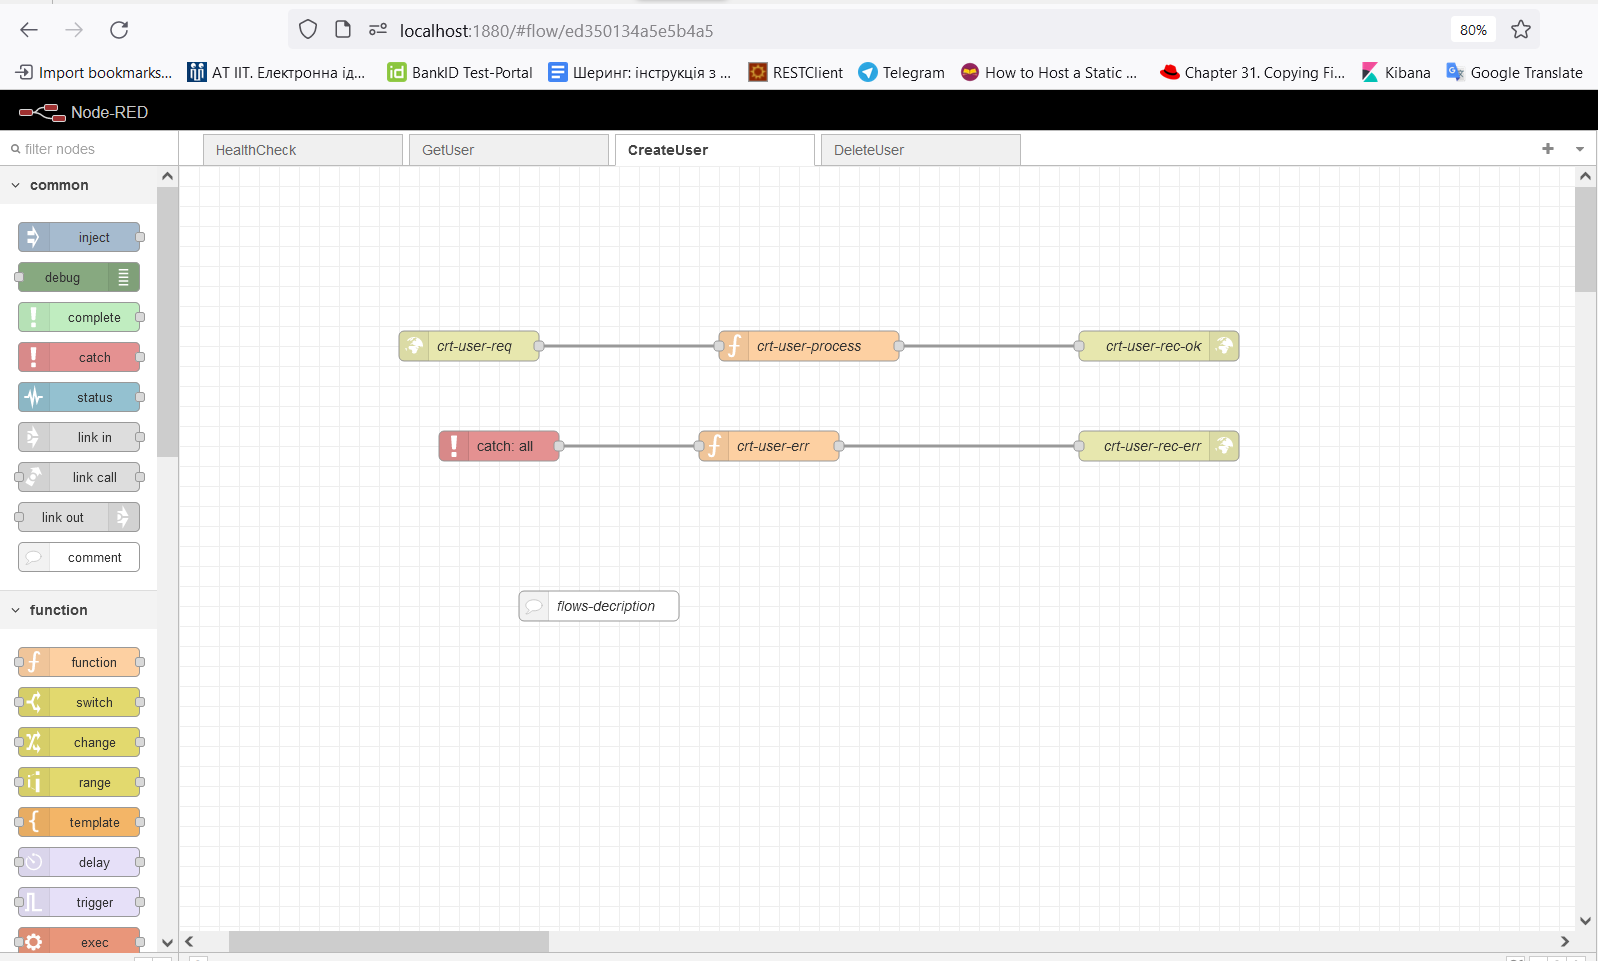 localhost:1880/#flow/ed350134a5e5b4a5
80%
Import bookmarks...
АТ ІІТ. Електронна ід...
BankID Test-Portal
Шеринг: інструкція з ...
RESTClient
Telegram
How to Host a Static ...
Chapter 31. Copying Fi...
Kibana
Google Translate
Node-RED
filter nodes
HealthCheck
GetUser
CreateUser
DeleteUser
common
inject
debug
complete
catch
status
link in
link call
link out
comment
function
function
switch
change
range
template
delay
trigger
exec
crt-user-req
crt-user-process
crt-user-rec-ok
catch: all
crt-user-err
crt-user-rec-err
flows-decription